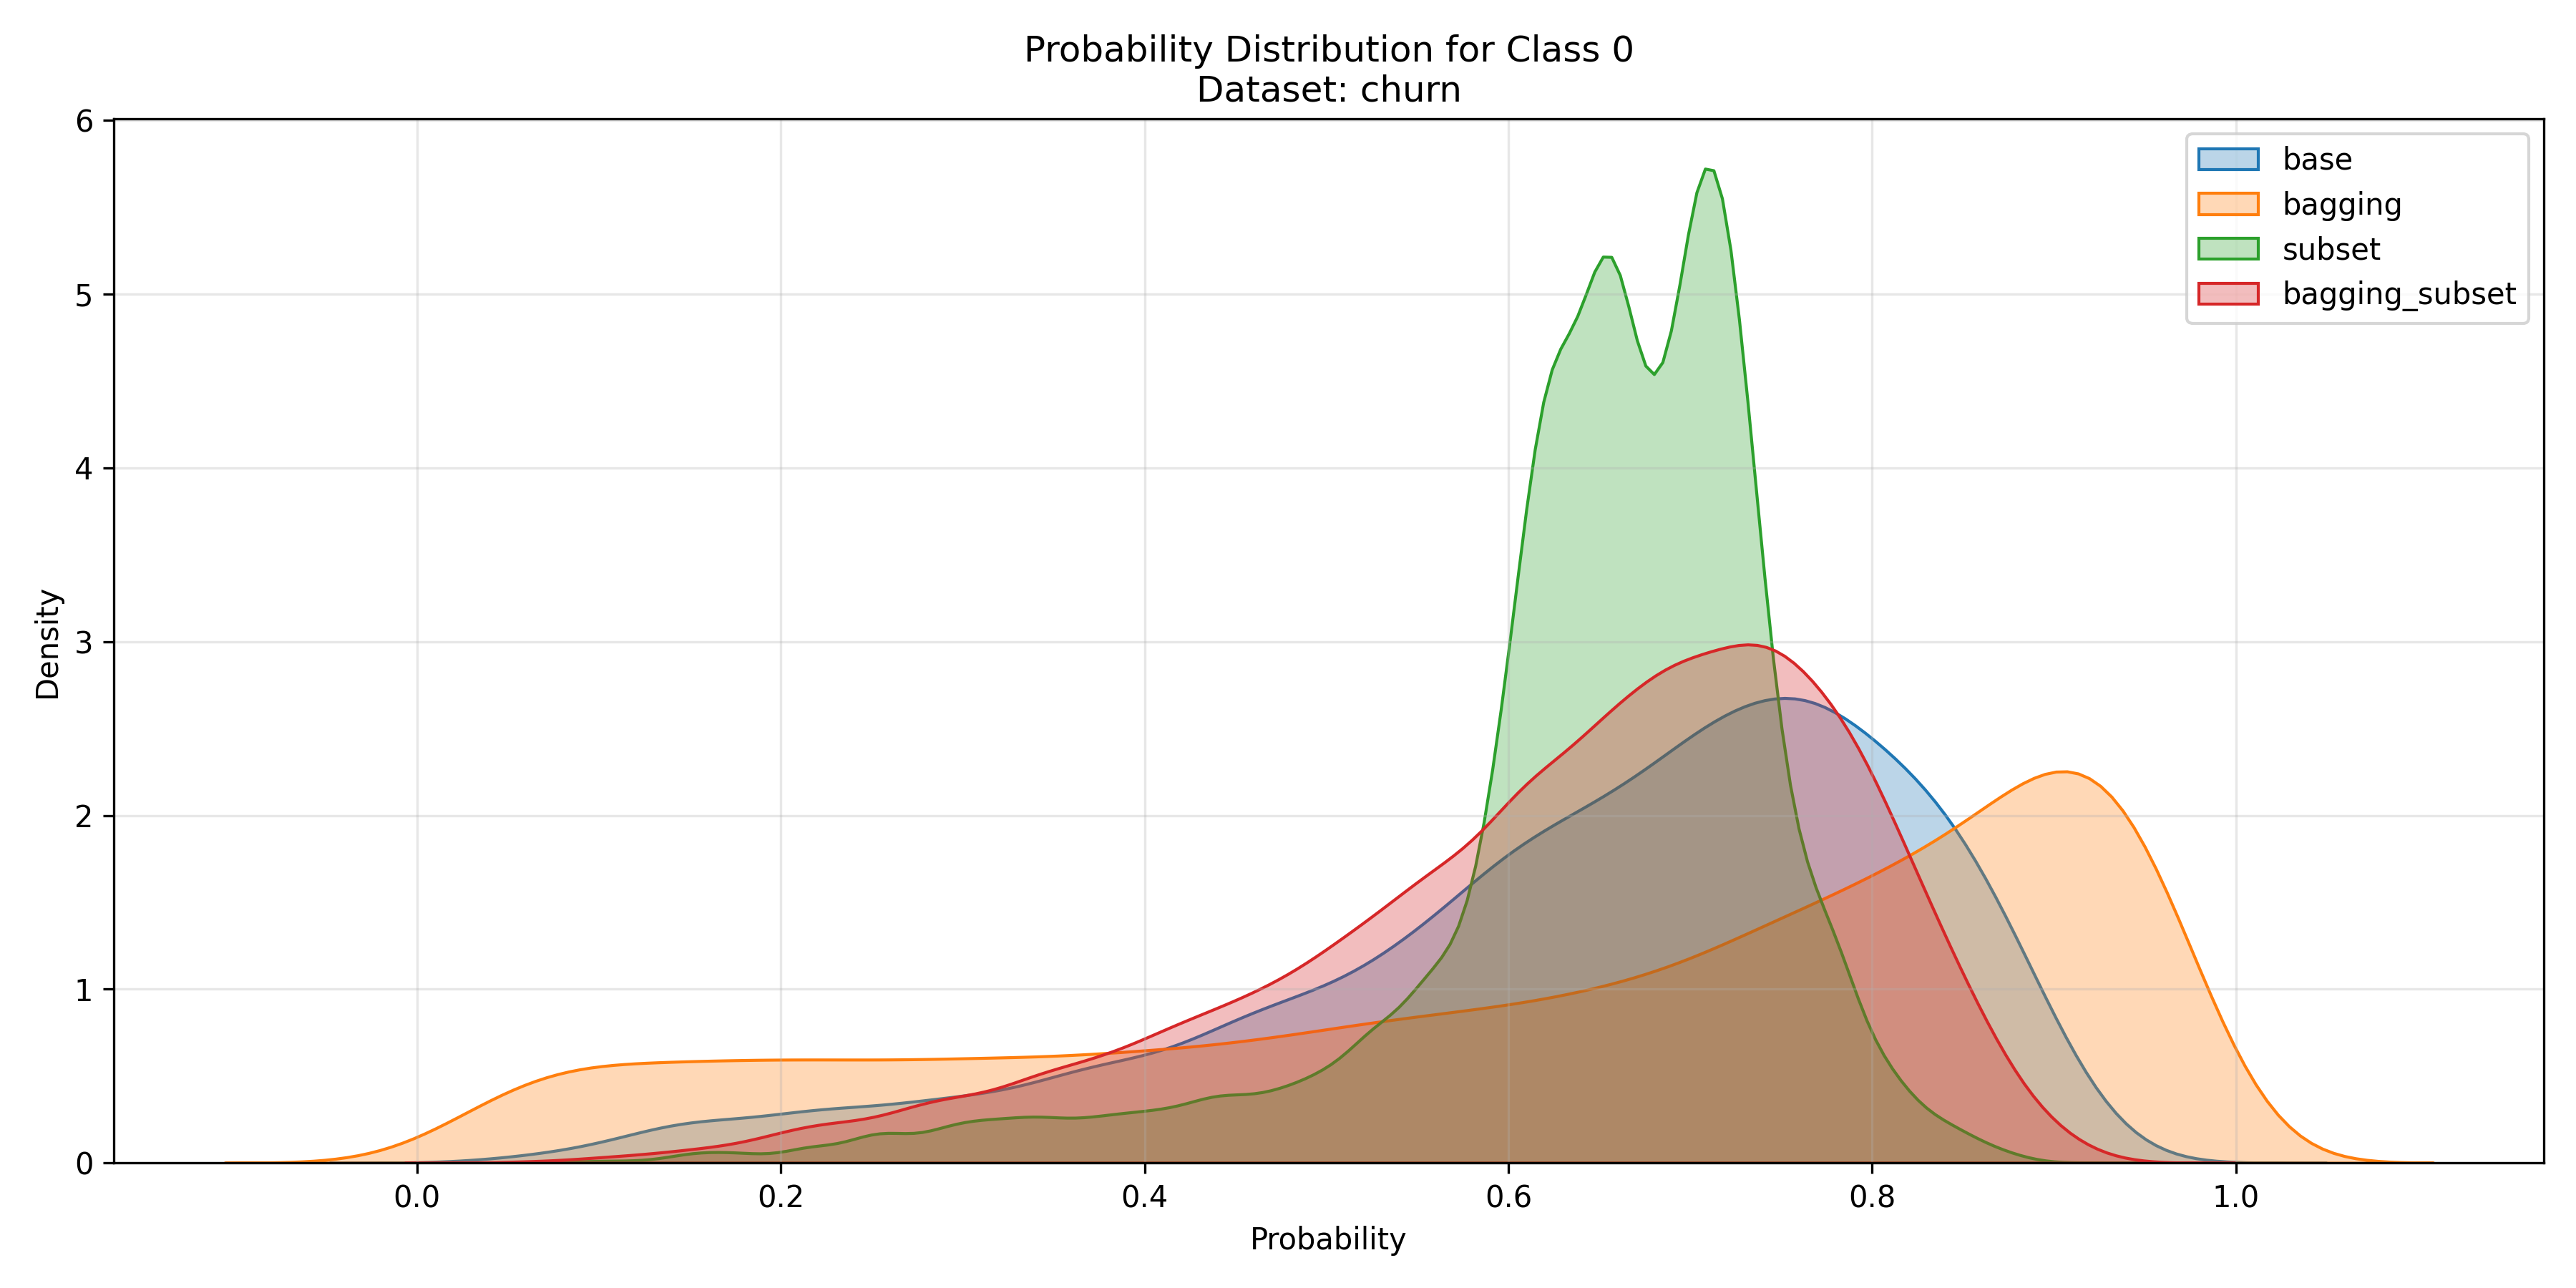 Probability Distribution for Class 0
Dataset: churn
6
5
4
3
2
1
0
Density
base
bagging
subset
bagging_subset
0.0 0.2 0.4 0.6 0.8 1.0
Probability